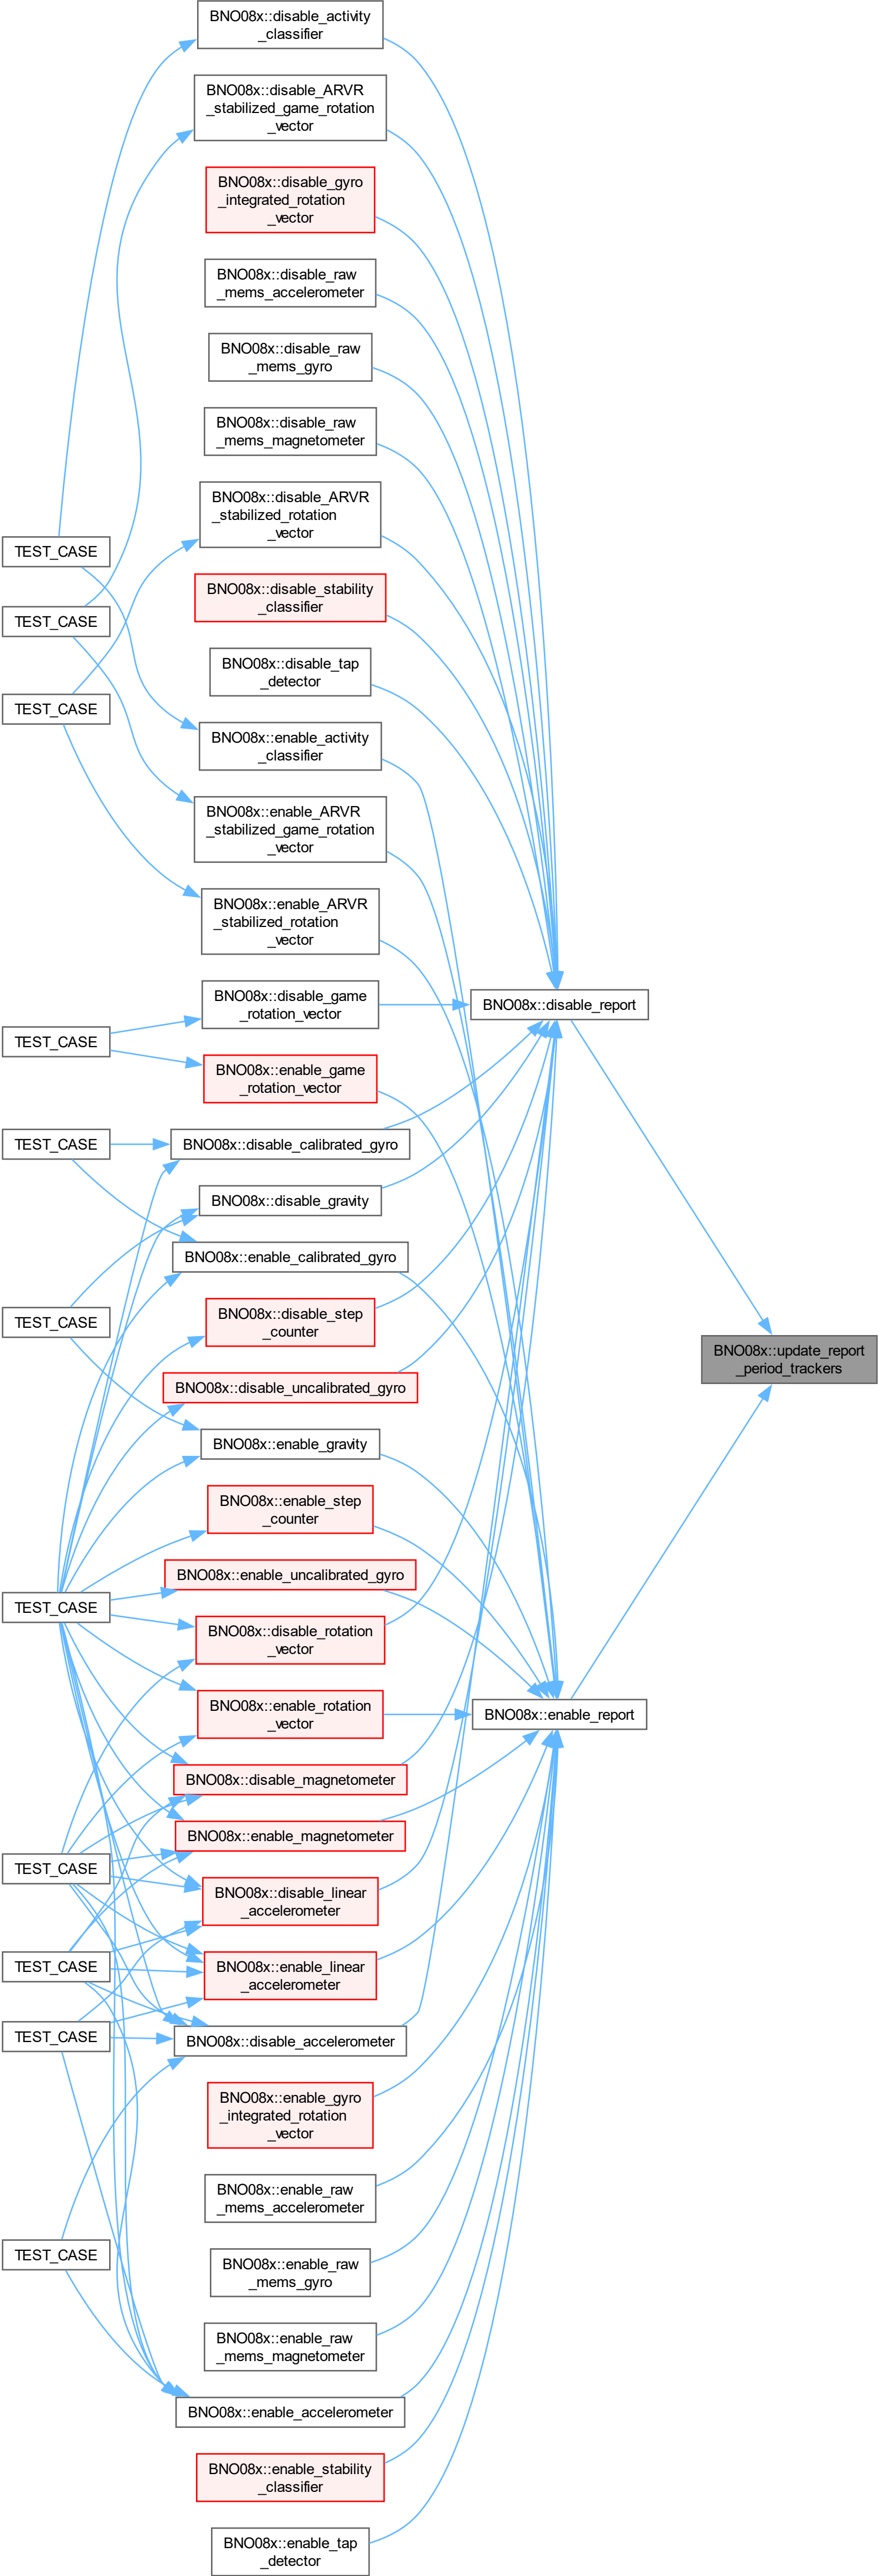 BNO08x::disable_activity
_classifier
BNO08x::disable_ARVR
_stabilized_game_rotation
_vector
BNO08x::disable_gyro
_integrated_rotation
_vector
BNO08x::disable_raw
_mems_accelerometer
BNO08x::disable_raw
_mems_gyro
BNO08x::disable_raw
_mems_magnetometer
BNO08x::disable_ARVR
_stabilized_rotation
_vector
TEST_CASE
BNO08x::disable_stability
_classifier
TEST_CASE
BNO08x::disable_tap
_detector
TEST_CASE
BNO08x::enable_activity
_classifier
BNO08x::enable_ARVR
_stabilized_game_rotation
_vector
BNO08x::enable_ARVR
_stabilized_rotation
_vector
BNO08x::disable_game
_rotation_vector
BNO08x::disable_report
TEST_CASE
BNO08x::enable_game
_rotation_vector
TEST_CASE
BNO08x::disable_calibrated_gyro
BNO08x::disable_gravity
BNO08x::enable_calibrated_gyro
TEST_CASE
BNO08x::disable_step
_counter
BNO08x::update_report
_period_trackers
BNO08x::disable_uncalibrated_gyro
BNO08x::enable_gravity
BNO08x::enable_step
_counter
BNO08x::enable_uncalibrated_gyro
TEST_CASE
BNO08x::disable_rotation
_vector
BNO08x::enable_rotation
_vector
BNO08x::enable_report
BNO08x::disable_magnetometer
BNO08x::enable_magnetometer
TEST_CASE
BNO08x::disable_linear
_accelerometer
TEST_CASE
BNO08x::enable_linear
_accelerometer
TEST_CASE
BNO08x::disable_accelerometer
BNO08x::enable_gyro
_integrated_rotation
_vector
BNO08x::enable_raw
_mems_accelerometer
TEST_CASE
BNO08x::enable_raw
_mems_gyro
BNO08x::enable_raw
_mems_magnetometer
BNO08x::enable_accelerometer
BNO08x::enable_stability
_classifier
BNO08x::enable_tap
_detector